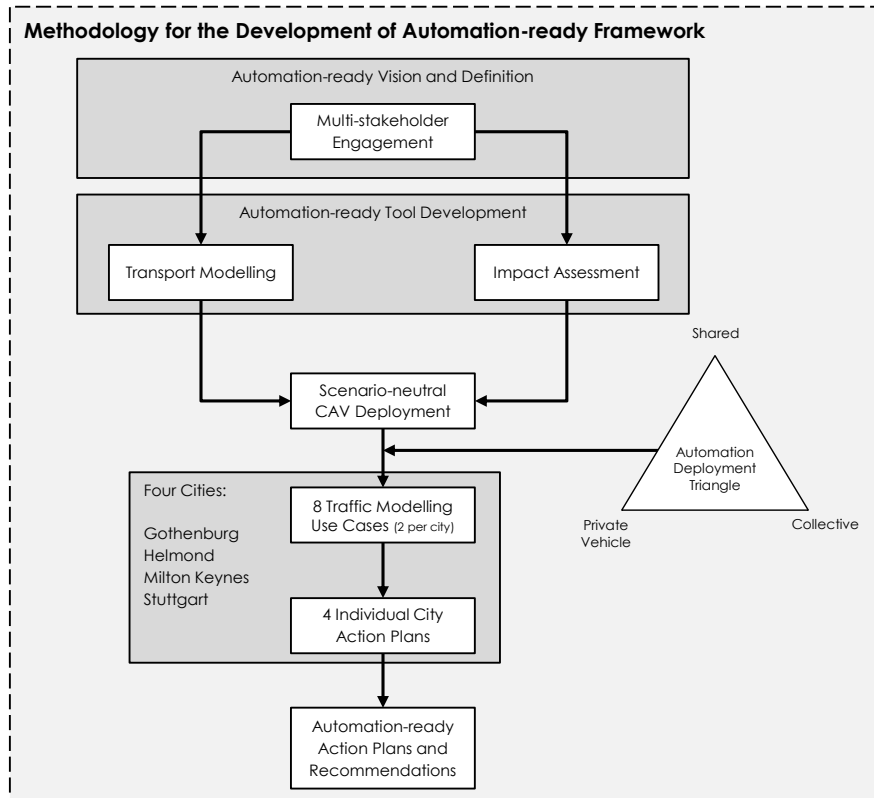 Methodology for the Development of Automation-ready Framework
Automation-ready Vision and Definition
Multi-stakeholder
Engagement
Automation-ready Tool Development
Transport Modelling
Impact Assessment
Shared
Scenario-neutral
CAV Deployment
Automation
Deployment
Triangle
Private
Vehicle
Collective
Four Cities:
Gothenburg
Helmond
Milton Keynes
Stuttgart
8 Traffic Modelling
Use Cases (2 per city)
4 Individual City
Action Plans
Automation-ready
Action Plans and
Recommendations